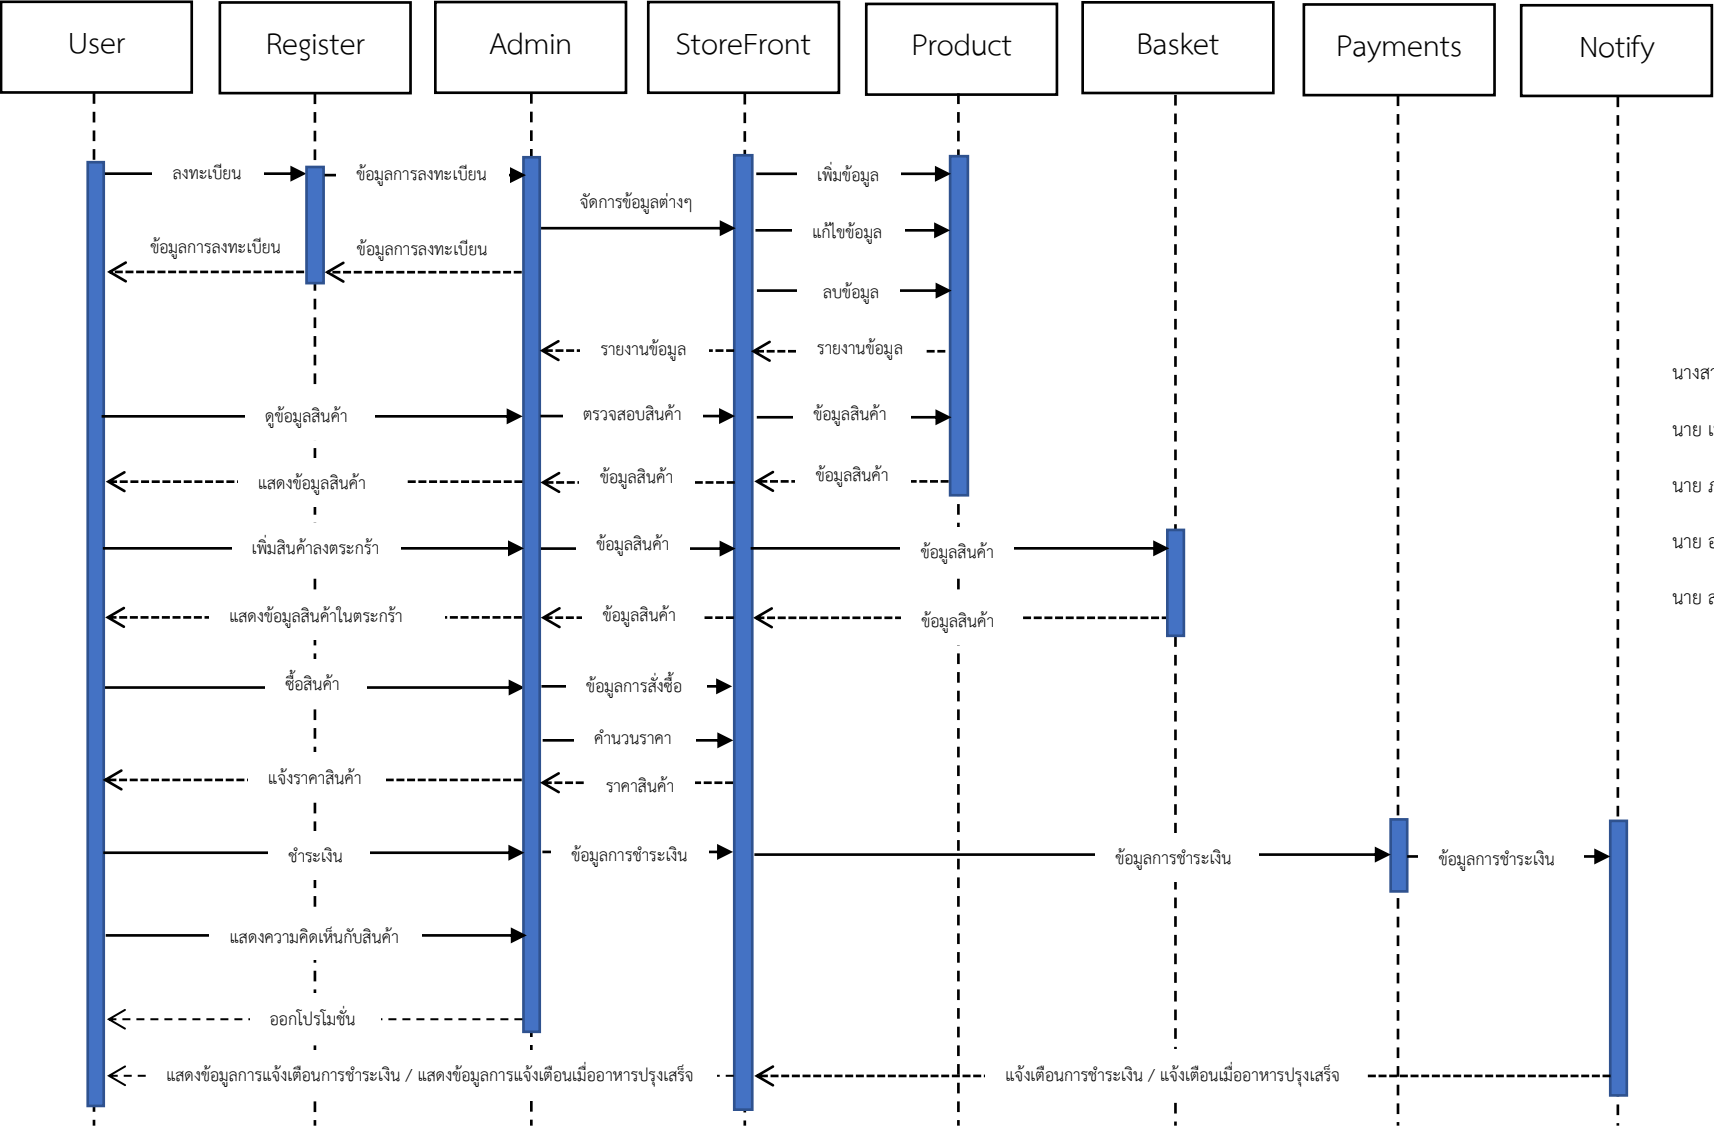 User Register Admin StoreFront Product Basket Payments Notify
ลงทะเบียน ข้อมูลการลงทะเบียน เพิ่มข้อมูล
จัดการข้อมูลต่างๆ
แก้ไขข้อมูล
ข้อมูลการลงทะเบียน ข้อมูลการลงทะเบียน
ลบข้อมูล
รายงานข้อมูล รายงานข้อมูล
นางสา
ดูข้อมูลสินค้า ตรวจสอบสินค้า ข้อมูลสินค้า
นาย
แสดงข้อมูลสินค้า ข้อมูลสินค้า ข้อมูลสินค้า
นาย
เพิ่มสินค้าลงตระกร้า ข้อมูลสินค้า ข้อมูลสินค้า
นาย
นาย
แสดงข้อมูลสินค้าในตระกร้า ข้อมูลสินค้า ข้อมูลสินค้า
ซื้อสินค้า ข้อมูลการสั่งซื้อ
คำนวนราคา
แจ้งราคาสินค้า ราคาสินค้า
ชำระเงิน ข้อมูลการชำระเงิน ข้อมูลการชำระเงิน ข้อมูลการชำระเงิน
แสดงความคิดเห็นกับสินค้า
ออกโปรโมชั่น
แสดงข้อมูลการแจ้งเตือนการชำระเงิน / แสดงข้อมูลการแจ้งเตือนเมื่ออาหารปรุงเสร็จ แจ้งเตือนการชำระเงิน / แจ้งเตือนเมื่ออาหารปรุงเสร็จ